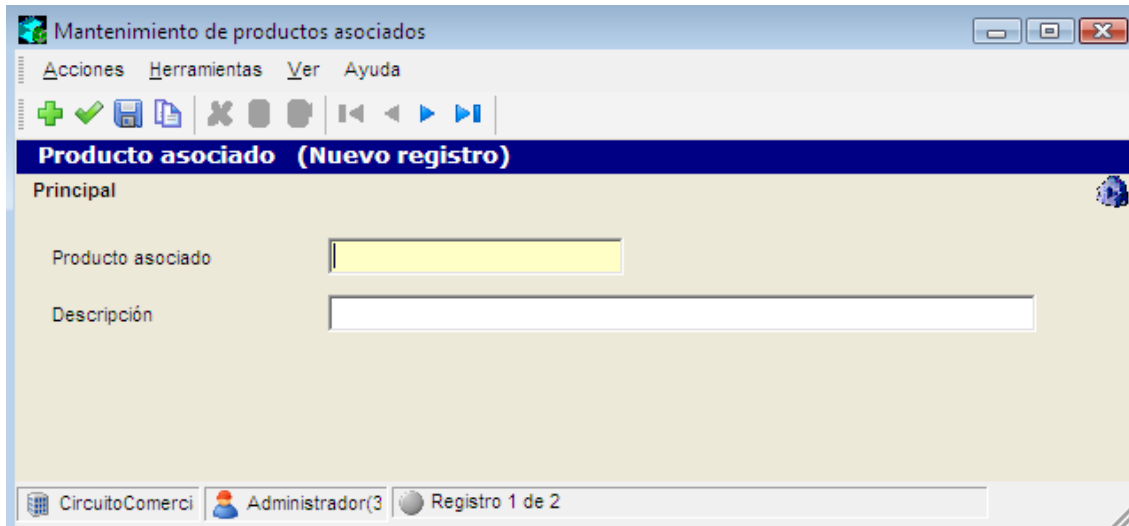 Mantenimiento de productos asociados
Acciones Herramientas Ver Ayuda
Producto asociado (Nuevo registro)
Principal
Producto asociado
Descripción
CircuitoComerci Administrador(3 Registro 1 de 2